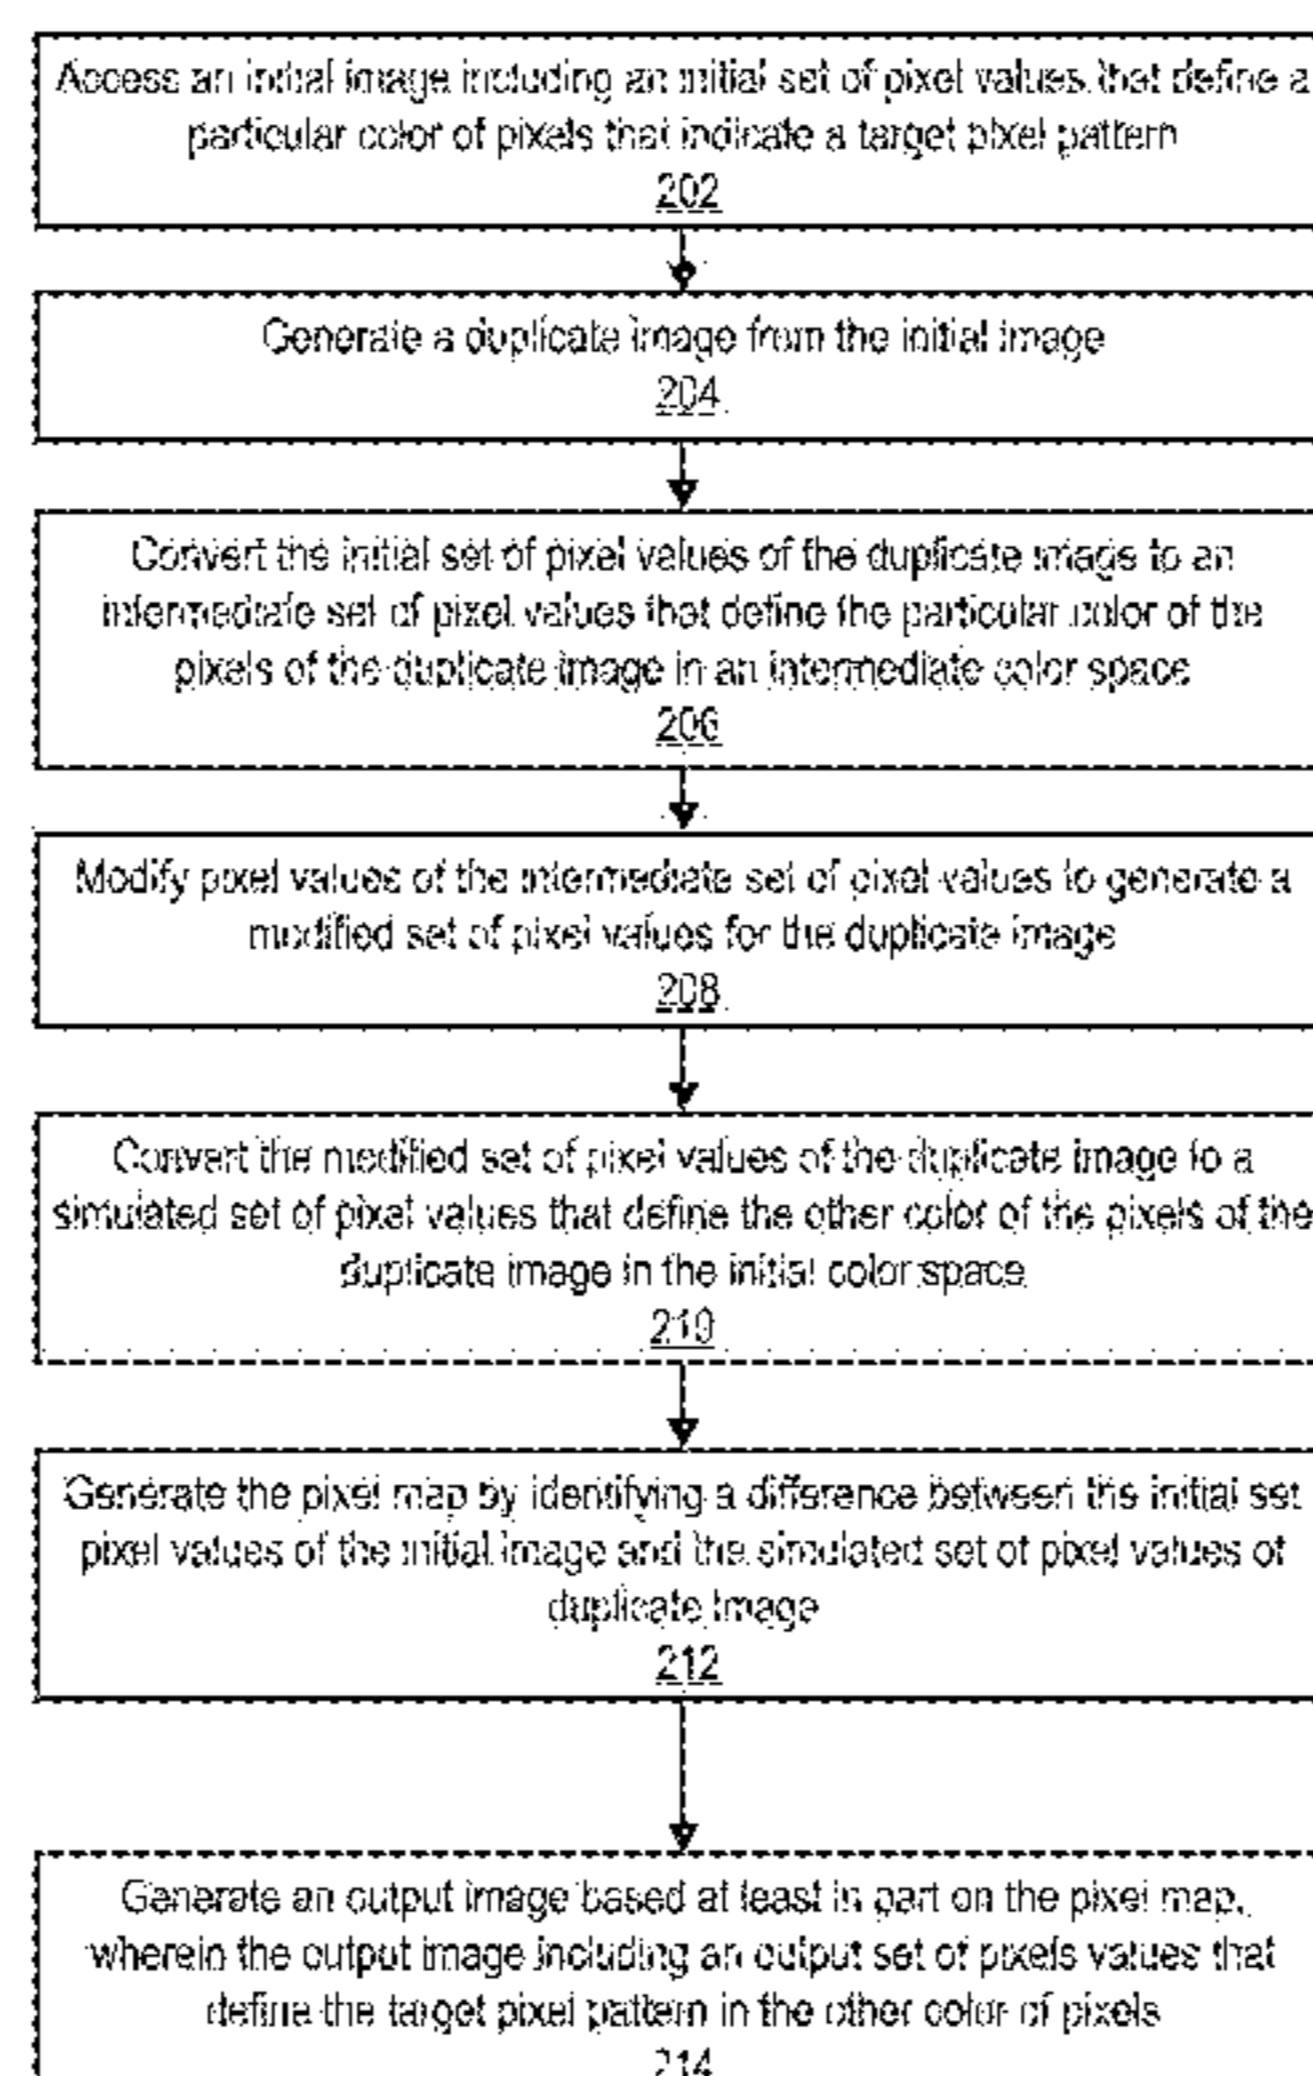 Access an initial image including an initial set of pixel values that define a
particular color of pixels that indicate a target pixel pattern
202
Generate a duplicate image from the initial image
204
Convert the initial set of pixel values of the duplicate image to an
intermediate set of pixel values that define the particular color of the
pixels of the duplicate image in an intermediate color space
206
Modify pixel values of the intermediate set of pixel values to generate a
modified set of pixel values for the duplicate image
208
Convert the modified set of pixel values of the duplicate image to a
simulated set of pixel values that define the other color of the pixels of the
duplicate image in the initial color space
210
Generate the pixel map by identifying a difference between the initial set
pixel values of the initial image and the simulated set of pixel values of
duplicate image
212
Generate an output image based at least in part on the pixel map,
wherein the output image including an output set of pixels values that
define the target pixel pattern in the other color of pixels
214